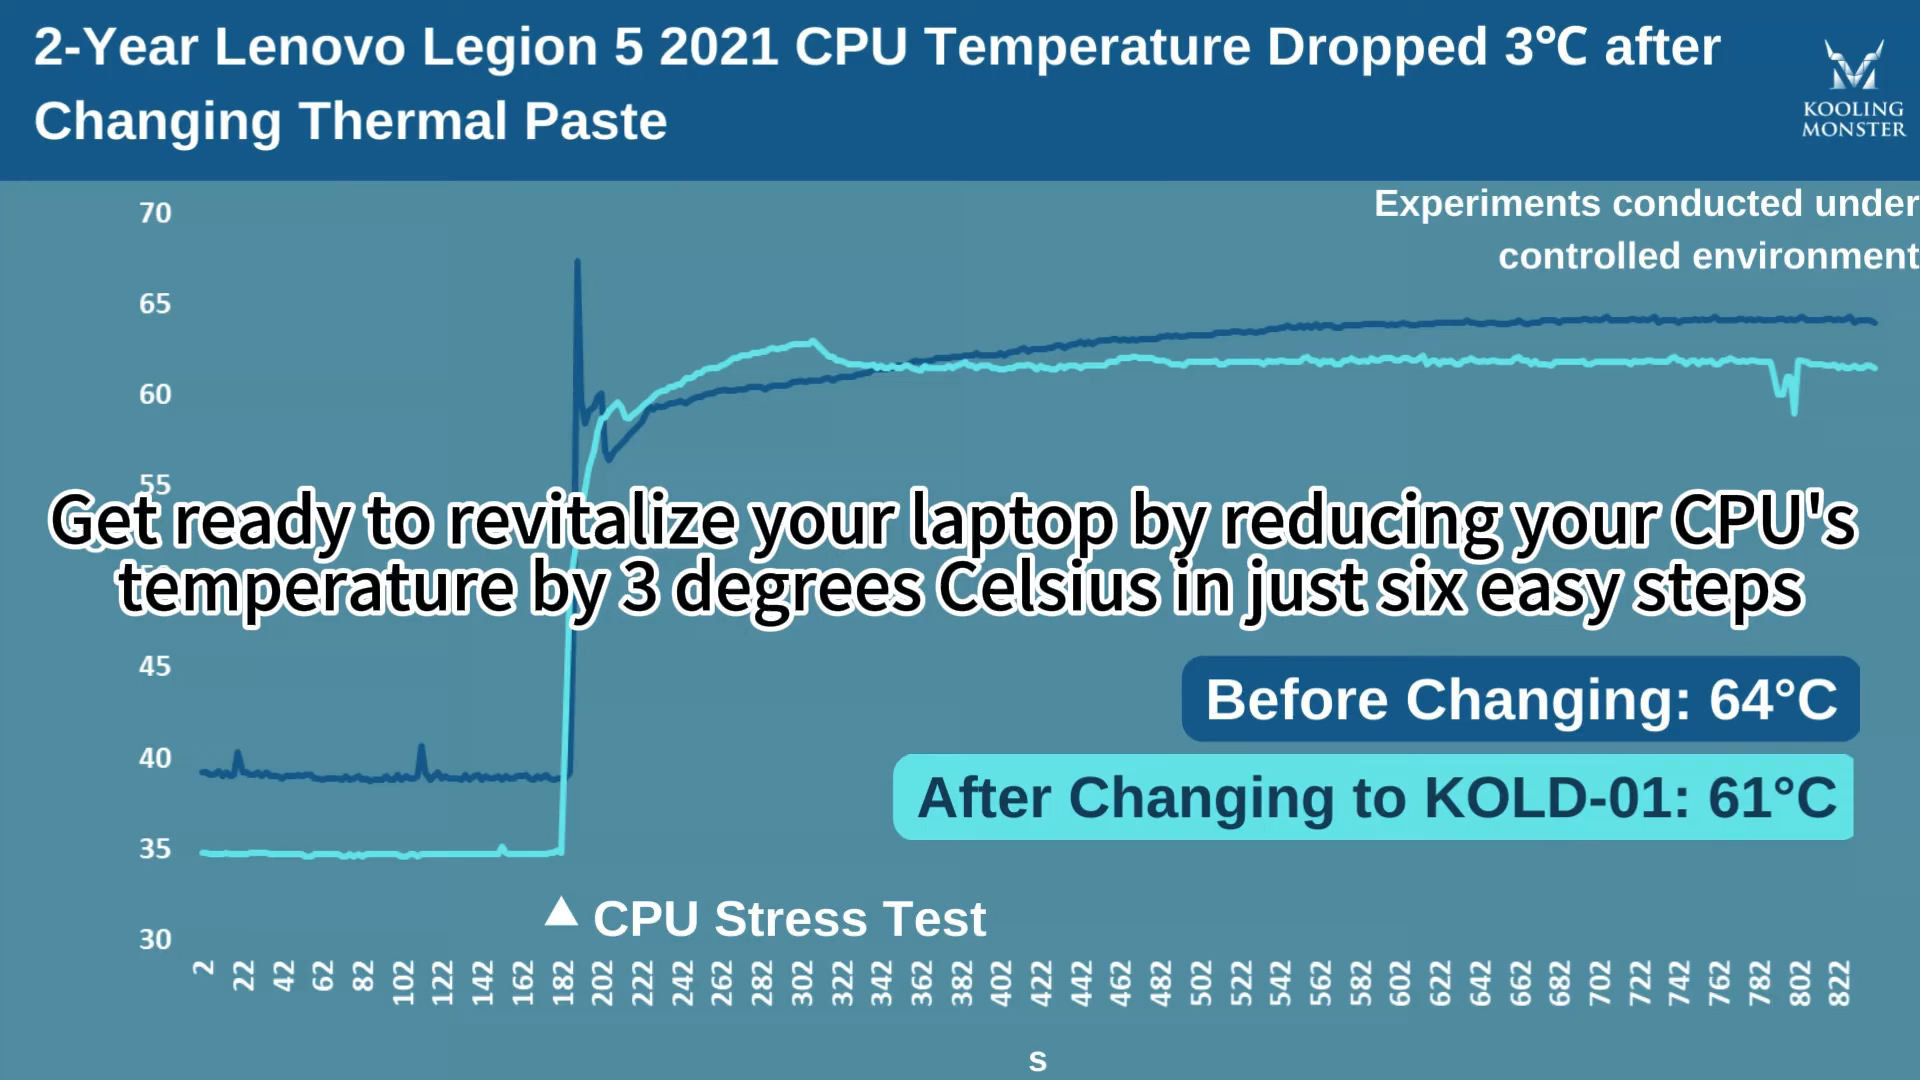 2-Year Lenovo Legion 5 2021 CPU Temperature Dropped 3℃ after
Changing Thermal Paste
KOOLING
MONSTER
Experiments conducted under
controlled environment
70
65
60
55
Get ready to revitalize your laptop by reducing your CPU's
temperature by 3 degrees Celsius in just six easy steps
45
Before Changing: 64°C
40
After Changing to KOLD-01: 61°C
35
CPU Stress Test
30
2 22 42 62 82 102 122 142 162 182 202 222 242 262 282 302 322 342 362 382 402 422 442 462 482 502 522 542 562 582 602 622 642 662 682 702 722 742 762 782 802 822
s